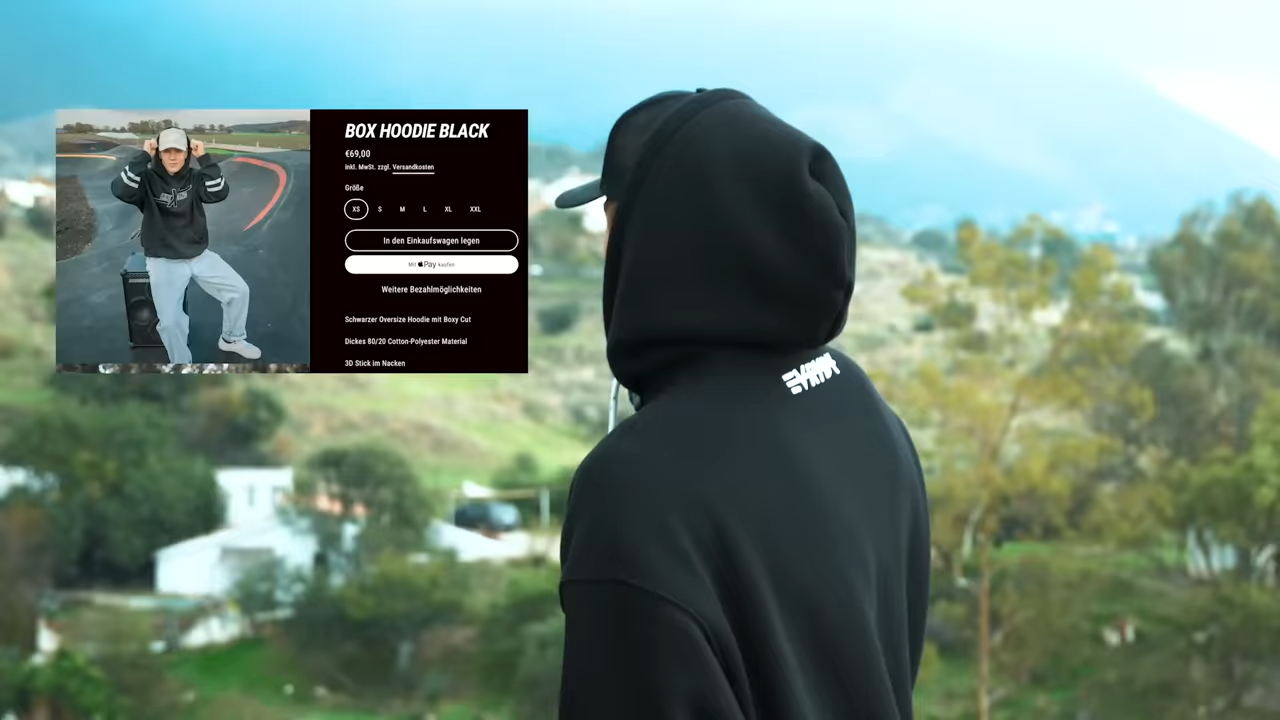 BOX HOODIE BLACK
€69,00
inkl. MwSt. zzgl. Versandkosten
Größe
XS S M L XL XXL
In den Einkaufswagen legen
Mit Pay kaufen
Weitere Bezahlmöglichkeiten
Schwarzer Oversize Hoodie mit Boxy Cut
Dickes 80/20 Cotton-Polyester Material
3D Stick im Nacken